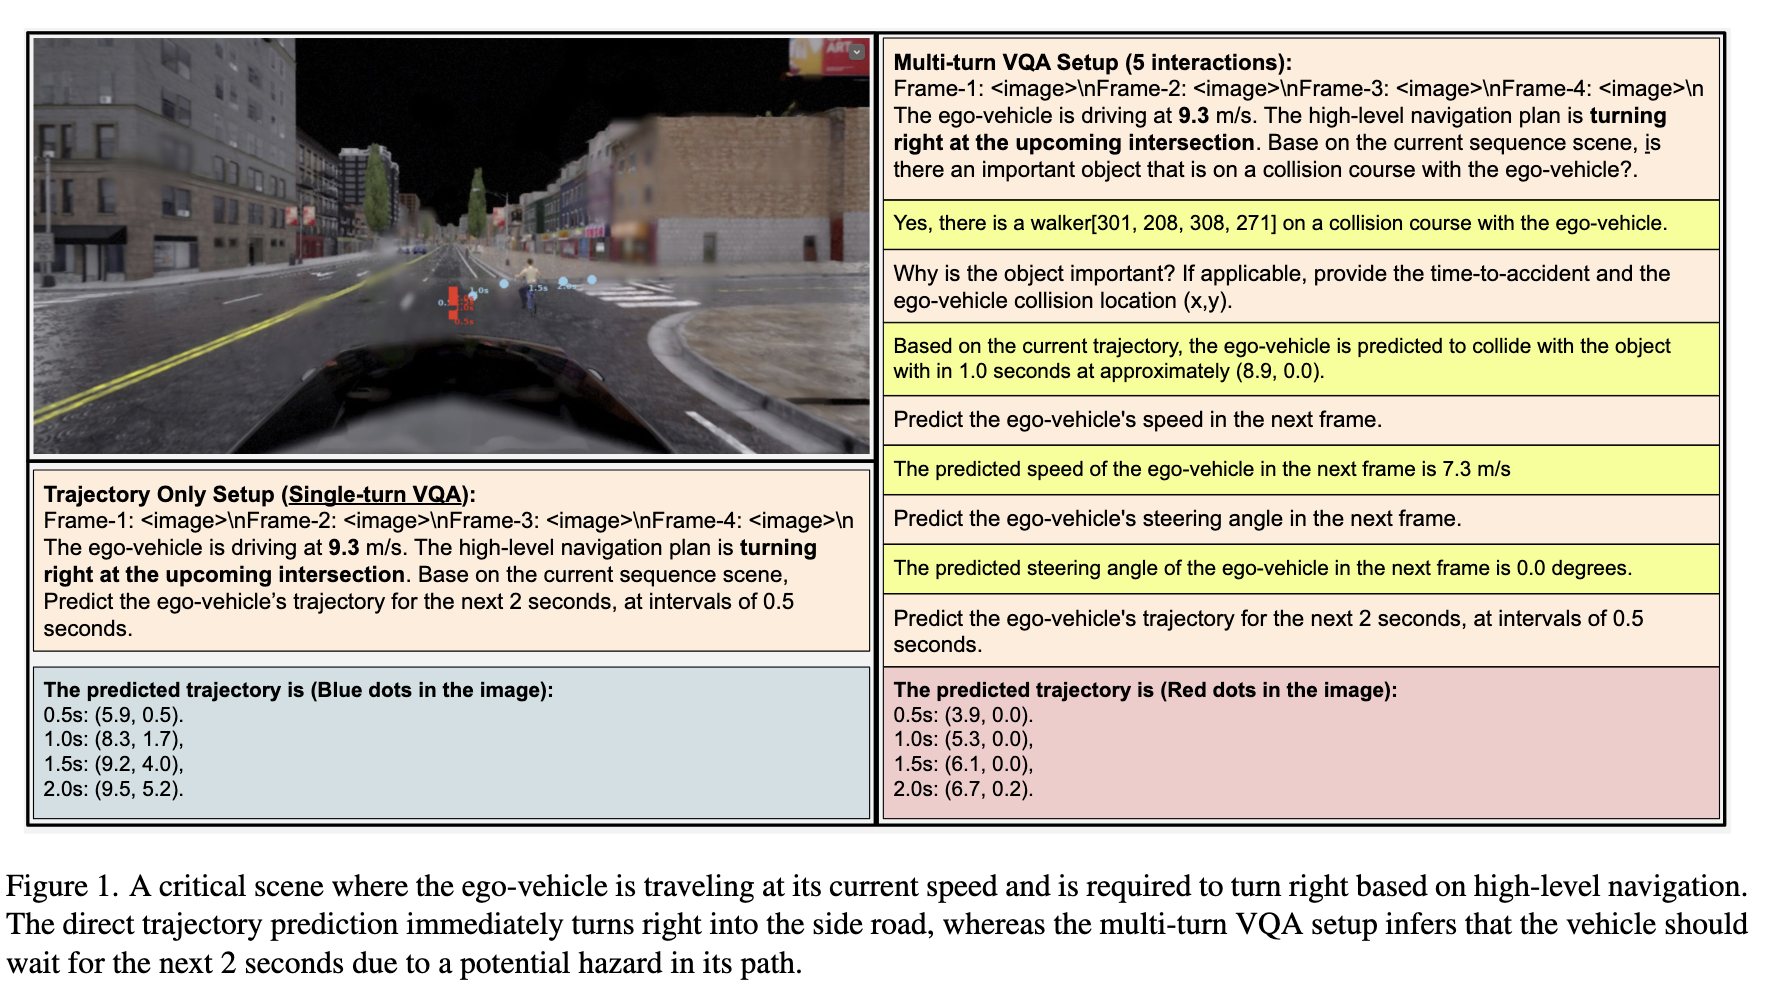 ART
1.0s
1.5s
0.5s
Trajectory Only Setup (Single-turn VQA):
Frame-1: <image>\nFrame-2: <image>\nFrame-3: <image>\nFrame-4: <image>\n
The ego-vehicle is driving at 9.3 m/s. The high-level navigation plan is turning
right at the upcoming intersection. Base on the current sequence scene,
Predict the ego-vehicle’s trajectory for the next 2 seconds, at intervals of 0.5
seconds.
The predicted trajectory is (Blue dots in the image):
0.5s: (5.9, 0.5).
1.0s: (8.3, 1.7),
1.5s: (9.2, 4.0),
2.0s: (9.5, 5.2).
Multi-turn VQA Setup (5 interactions):
Frame-1: <image>\nFrame-2: <image>\nFrame-3: <image>\nFrame-4: <image>\n
The ego-vehicle is driving at 9.3 m/s. The high-level navigation plan is turning
right at the upcoming intersection. Base on the current sequence scene, is
there an important object that is on a collision course with the ego-vehicle?.
Yes, there is a walker[301, 208, 308, 271] on a collision course with the ego-vehicle.
Why is the object important? If applicable, provide the time-to-accident and the
ego-vehicle collision location (x,y).
Based on the current trajectory, the ego-vehicle is predicted to collide with the object
with in 1.0 seconds at approximately (8.9, 0.0).
Predict the ego-vehicle's speed in the next frame.
The predicted speed of the ego-vehicle in the next frame is 7.3 m/s
Predict the ego-vehicle's steering angle in the next frame.
The predicted steering angle of the ego-vehicle in the next frame is 0.0 degrees.
Predict the ego-vehicle's trajectory for the next 2 seconds, at intervals of 0.5
seconds.
The predicted trajectory is (Red dots in the image):
0.5s: (3.9, 0.0).
1.0s: (5.3, 0.0),
1.5s: (6.1, 0.0),
2.0s: (6.7, 0.2).
Figure 1. A critical scene where the ego-vehicle is traveling at its current speed and is required to turn right based on high-level navigation.
The direct trajectory prediction immediately turns right into the side road, whereas the multi-turn VQA setup infers that the vehicle should
wait for the next 2 seconds due to a potential hazard in its path.